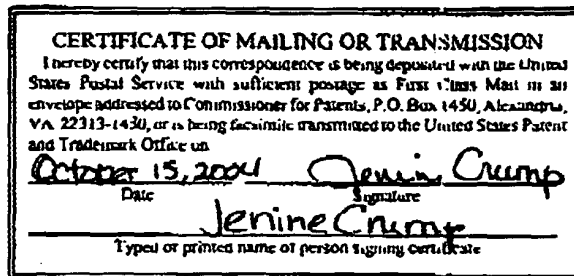 CERTIFICATE OF MAILING OR TRANSMISSION
I hereby certify that this correspondence is being deposited with the United
States Postal Service with sufficient postage as First Class Mail in an
envelope addressed to Commissioner for Patents, P.O. Box 1450, Alexandria,
VA 22313-1450, or is being facsimile transmitted to the United States Patent
and Trademark Office on
October 15, 2004 Jenine Crump
Date Signature
Jenine Crump
Typed or printed name of person signing certificate